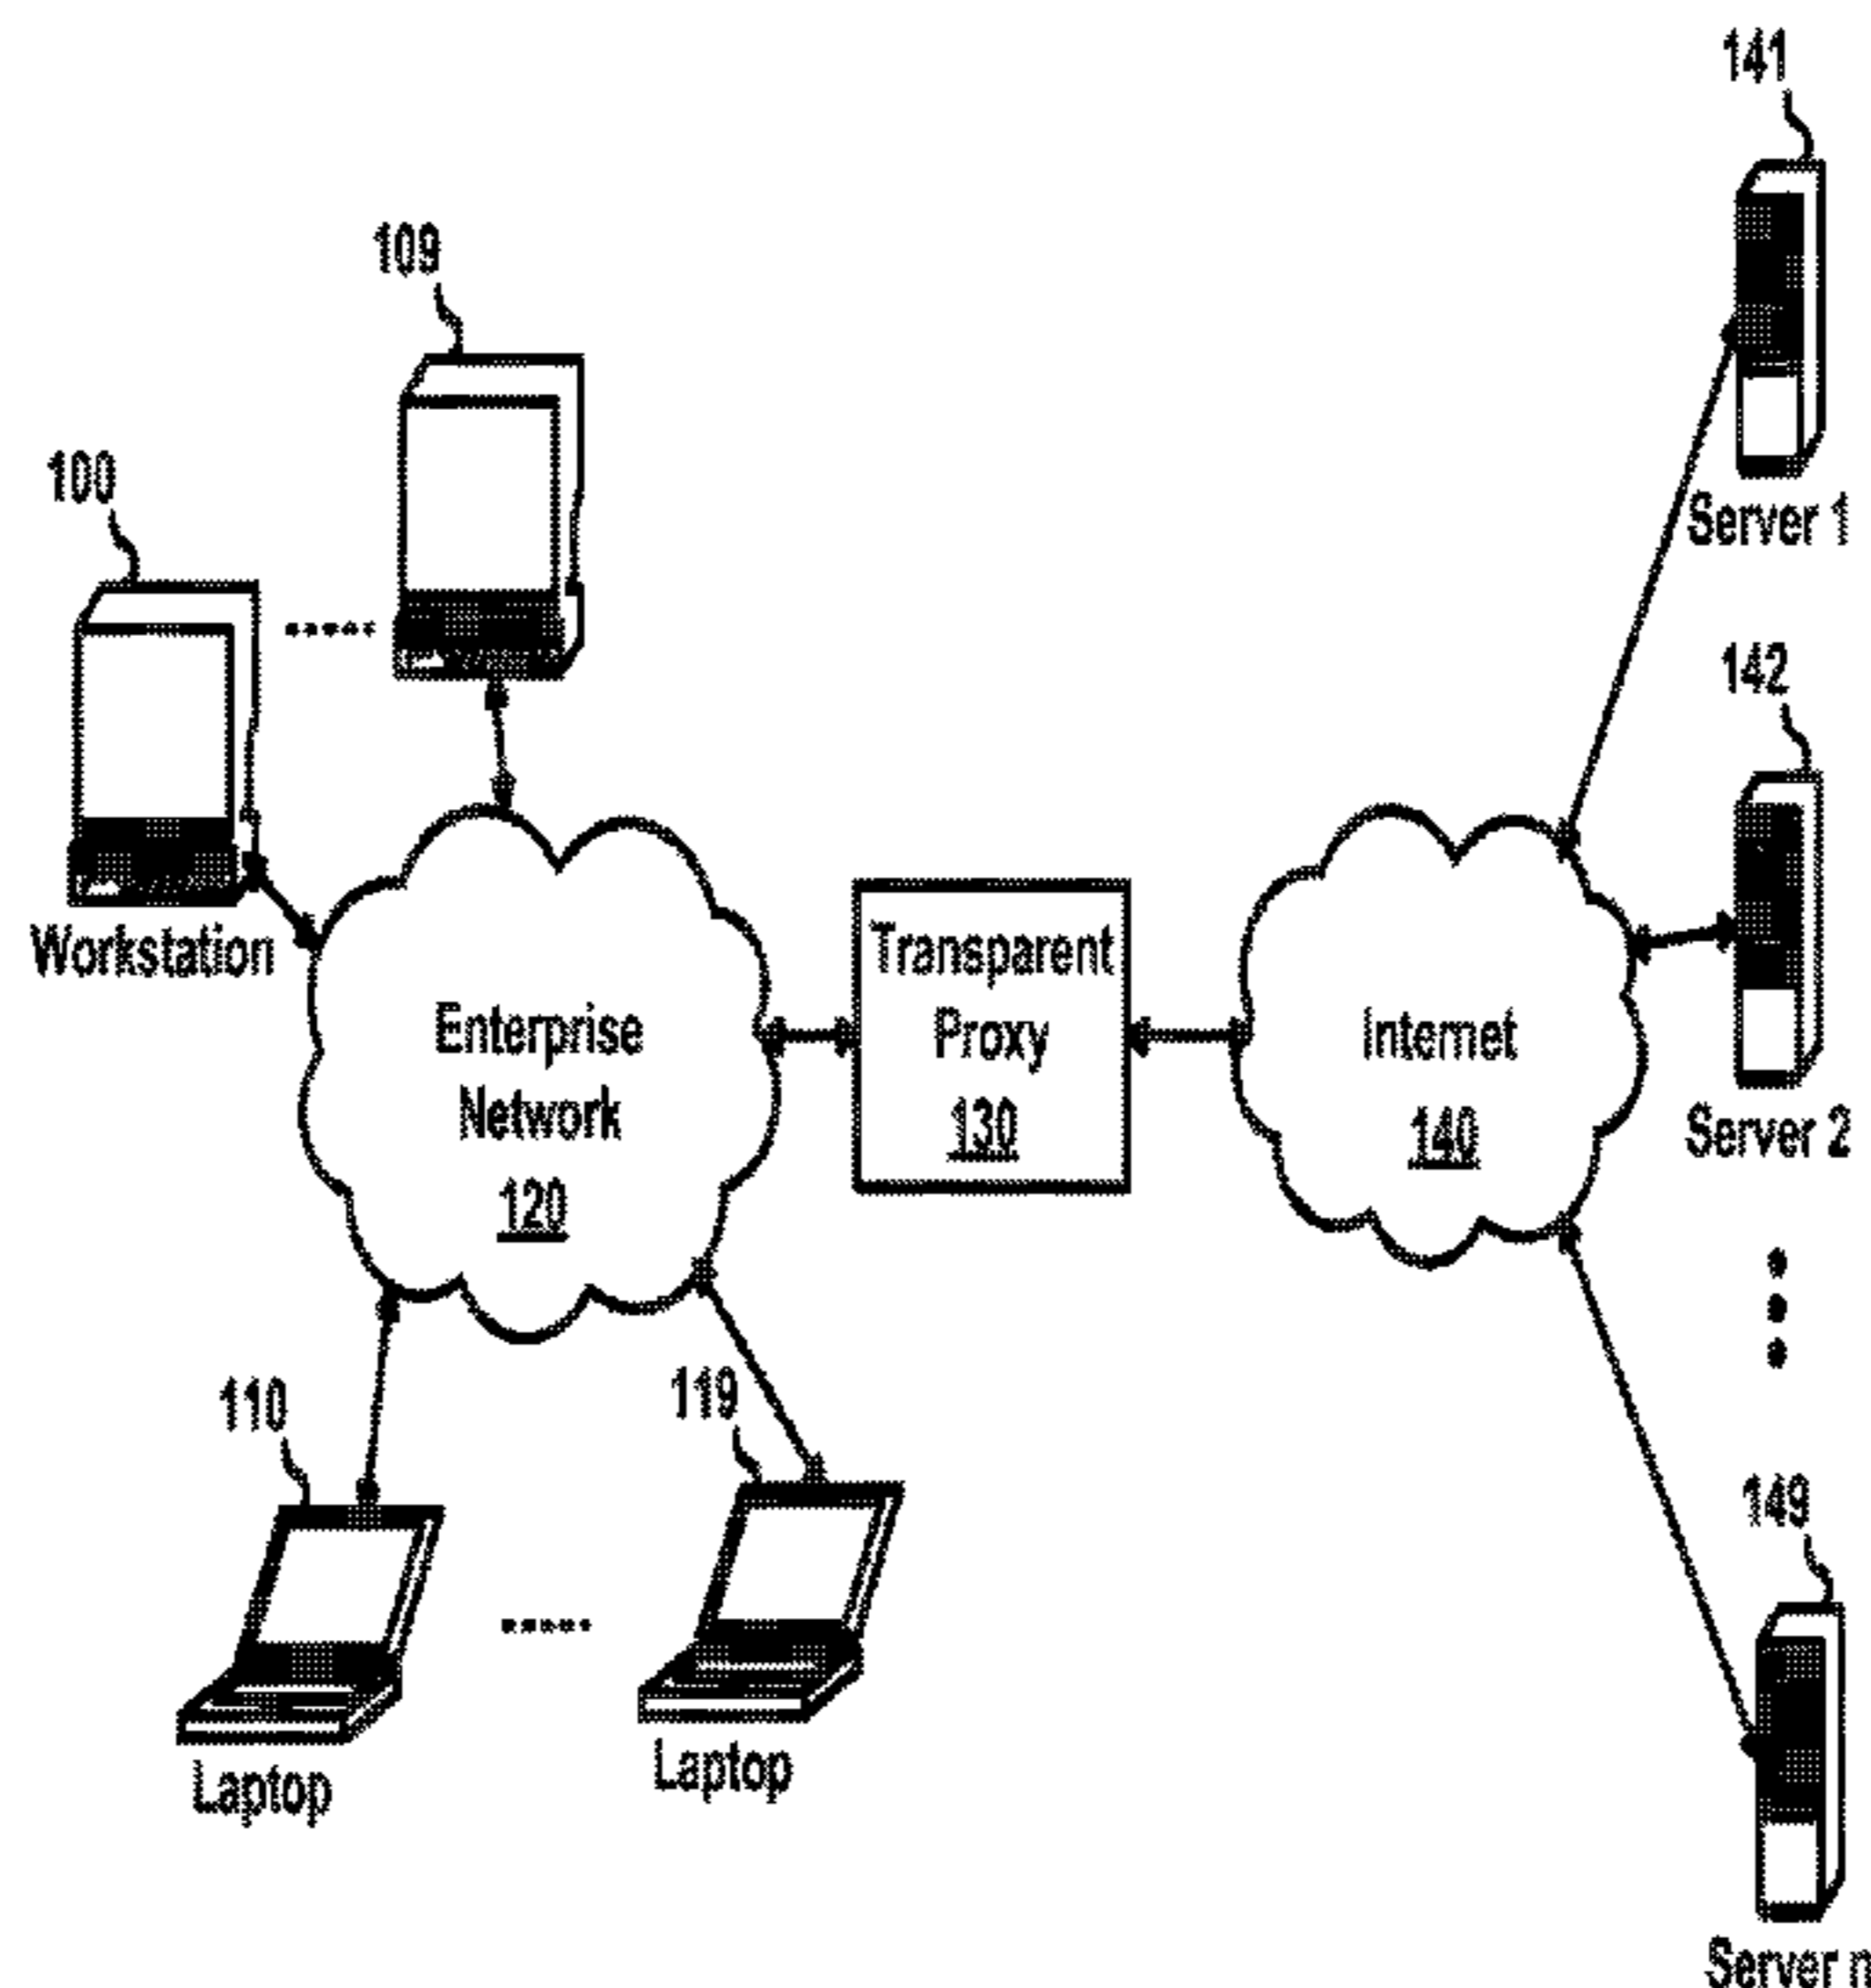 141
109
100
Server 1
142
Workstation
Transparent
Proxy
130
Enterprise
Network
120
Internet
140
Server 2
110
119
149
Laptop
Laptop
Server n